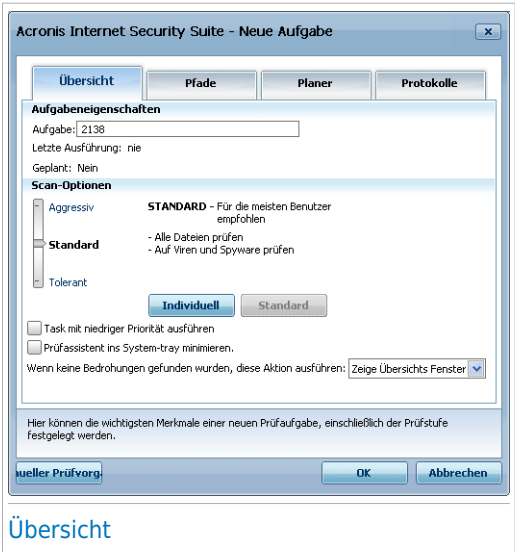 Acronis Internet Security Suite - Neue Aufgabe
Übersicht
Pfade
Planer
Protokolle
Aufgabeneigenschaften
Aufgabe: 2138
Letzte Ausführung: nie
Geplant: Nein
Scan-Optionen
Aggressiv
Standard
Tolerant
STANDARD - Für die meisten Benutzer
empfohlen
- Alle Dateien prüfen
- Auf Viren und Spyware prüfen
Individuell
Standard
Task mit niedriger Priorität ausführen
Prüfassistent ins System-tray minimieren.
Wenn keine Bedrohungen gefunden wurden, diese Aktion ausführen: Zeige Übersichts Fenster
Hier können die wichtigsten Merkmale einer neuen Prüfaufgabe, einschließlich der Prüfstufe
festgelegt werden.
ueller Prüfvorg
OK
Abbrechen
Übersicht